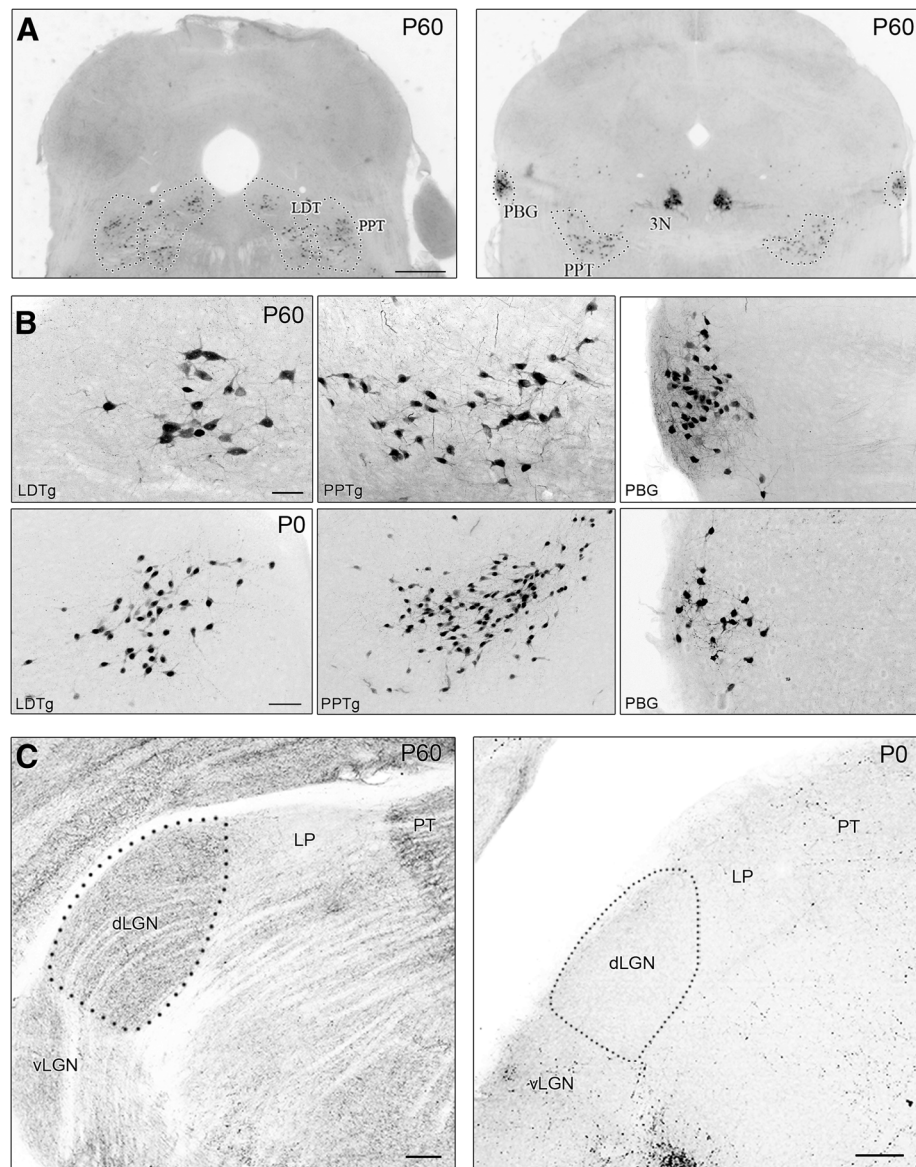 A
P60
LDT
PPT
P60
PBG
3N
PPT
B
P60
LDTg
PPTg
PBG
P0
LDTg
PPTg
PBG
C
P60
PT
LP
dLGN
vLGN
P0
PT
LP
dLGN
vLGN